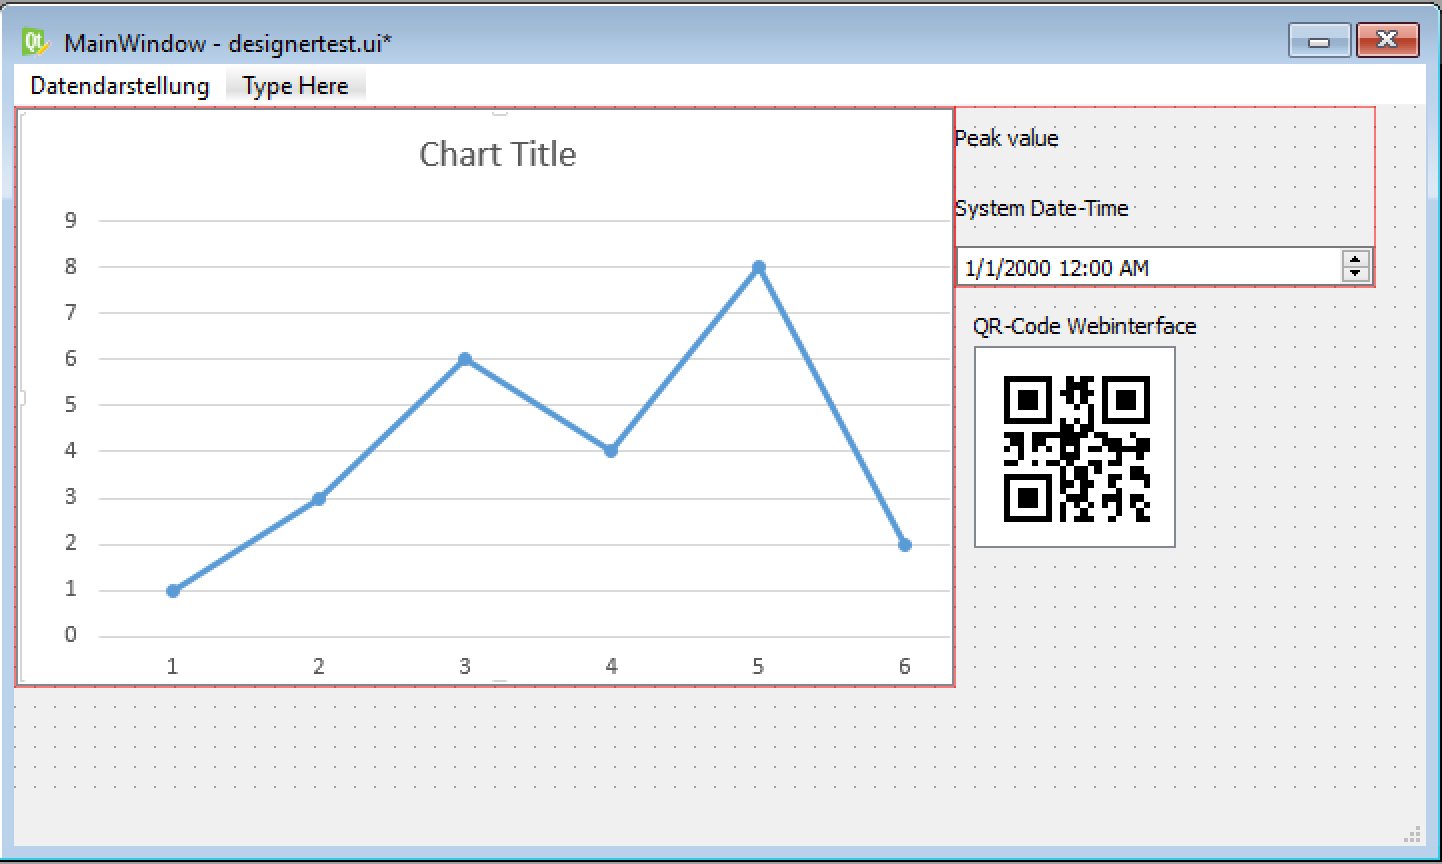 Qt MainWindow - designertest.ui*
Datendarstellung Type Here
Chart Title
9
8
7
6
5
4
3
2
1
0
1 2 3 4 5 6
Peak value
System Date-Time
1/1/2000 12:00 AM
QR-Code Webinterface